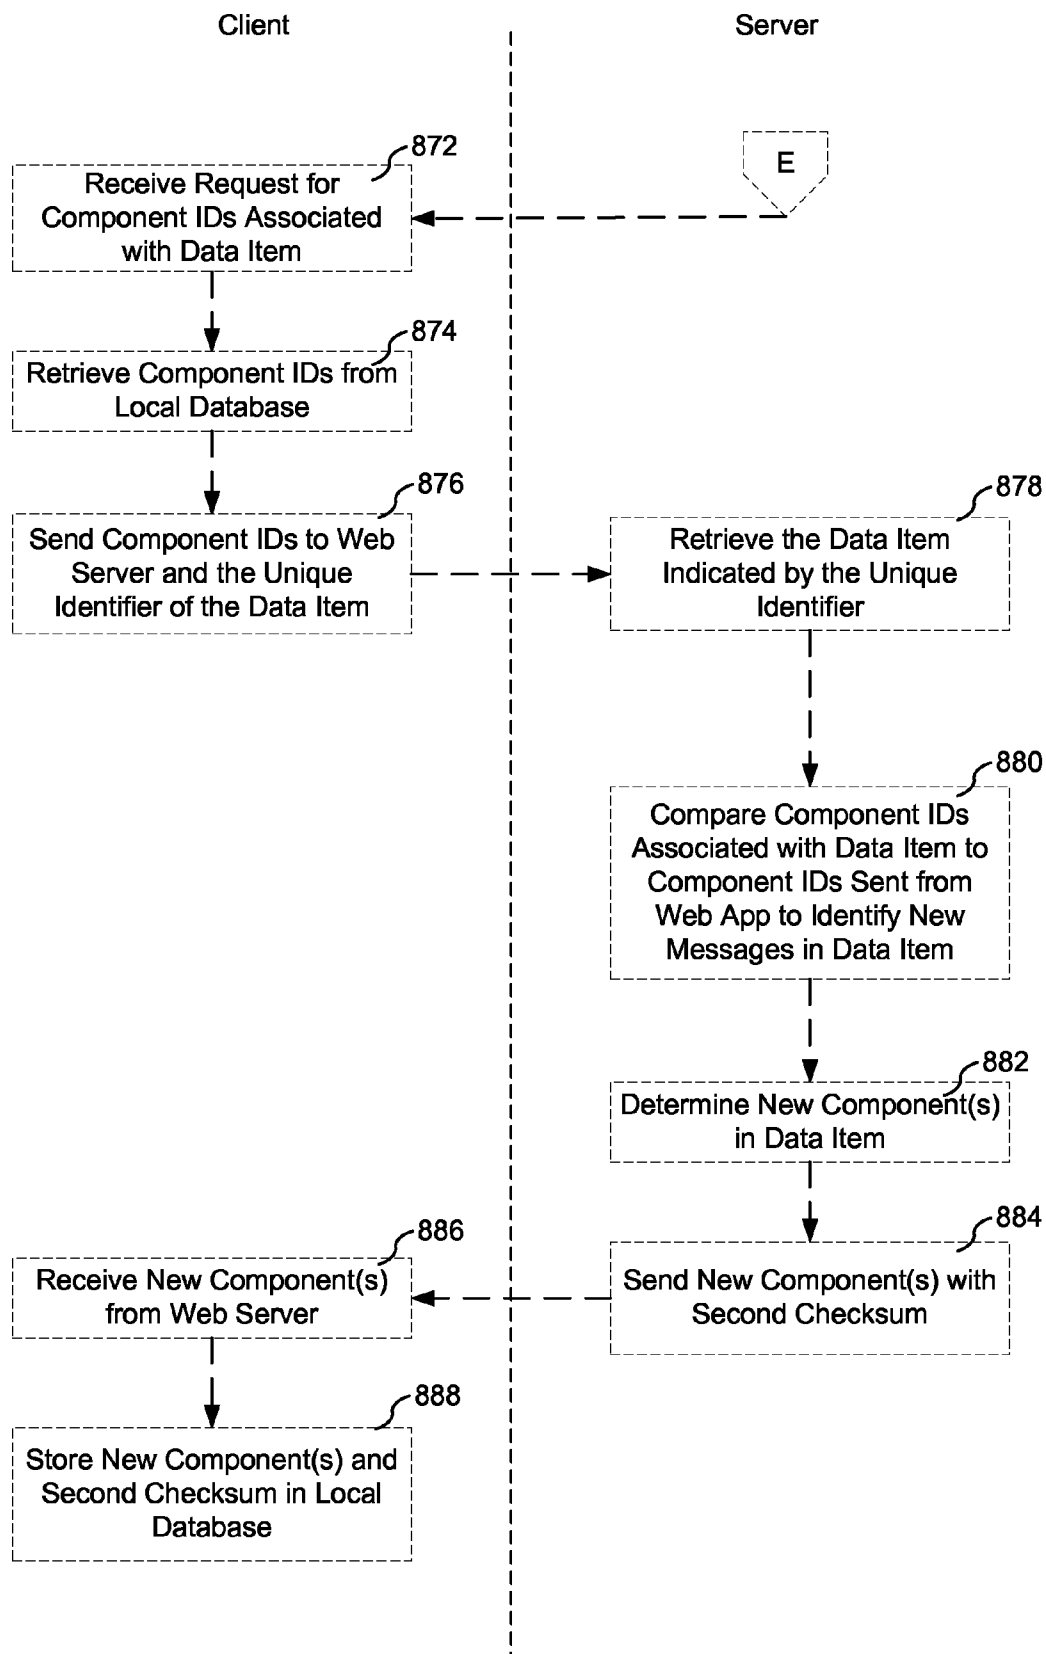 Client
Server
872
E
Receive Request for
Component IDs Associated
with Data Item
874
Retrieve Component IDs from
Local Database
876
Send Component IDs to Web
Server and the Unique
Identifier of the Data Item
878
Retrieve the Data Item
Indicated by the Unique
Identifier
880
Compare Component IDs
Associated with Data Item to
Component IDs Sent from
Web App to Identify New
Messages in Data Item
882
Determine New Component(s)
in Data Item
884
Send New Component(s) with
Second Checksum
886
Receive New Component(s)
from Web Server
888
Store New Component(s) and
Second Checksum in Local
Database